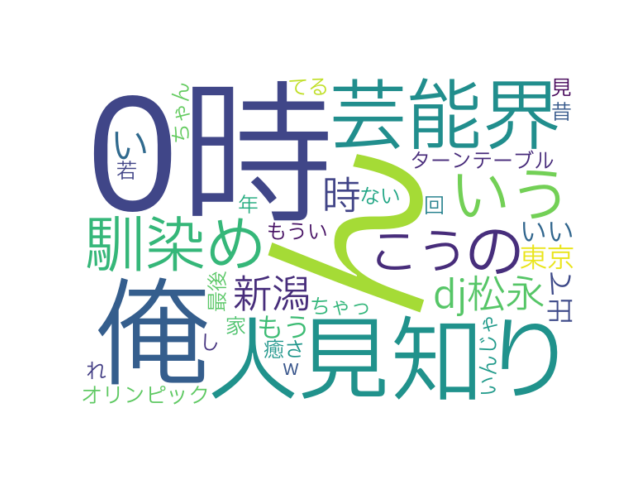 0時
芸能界
見
昔
ちゃん
てる
い
若
ターンテーブル
時
ない
回
年
いう
馴染め
もうい
こうの
いい
東京
新潟
dj松永
最後
ちゃっ
出
で
俺
人見知り
家
もう
癒さ
し
w
いんじゃ
れ
オリンピック